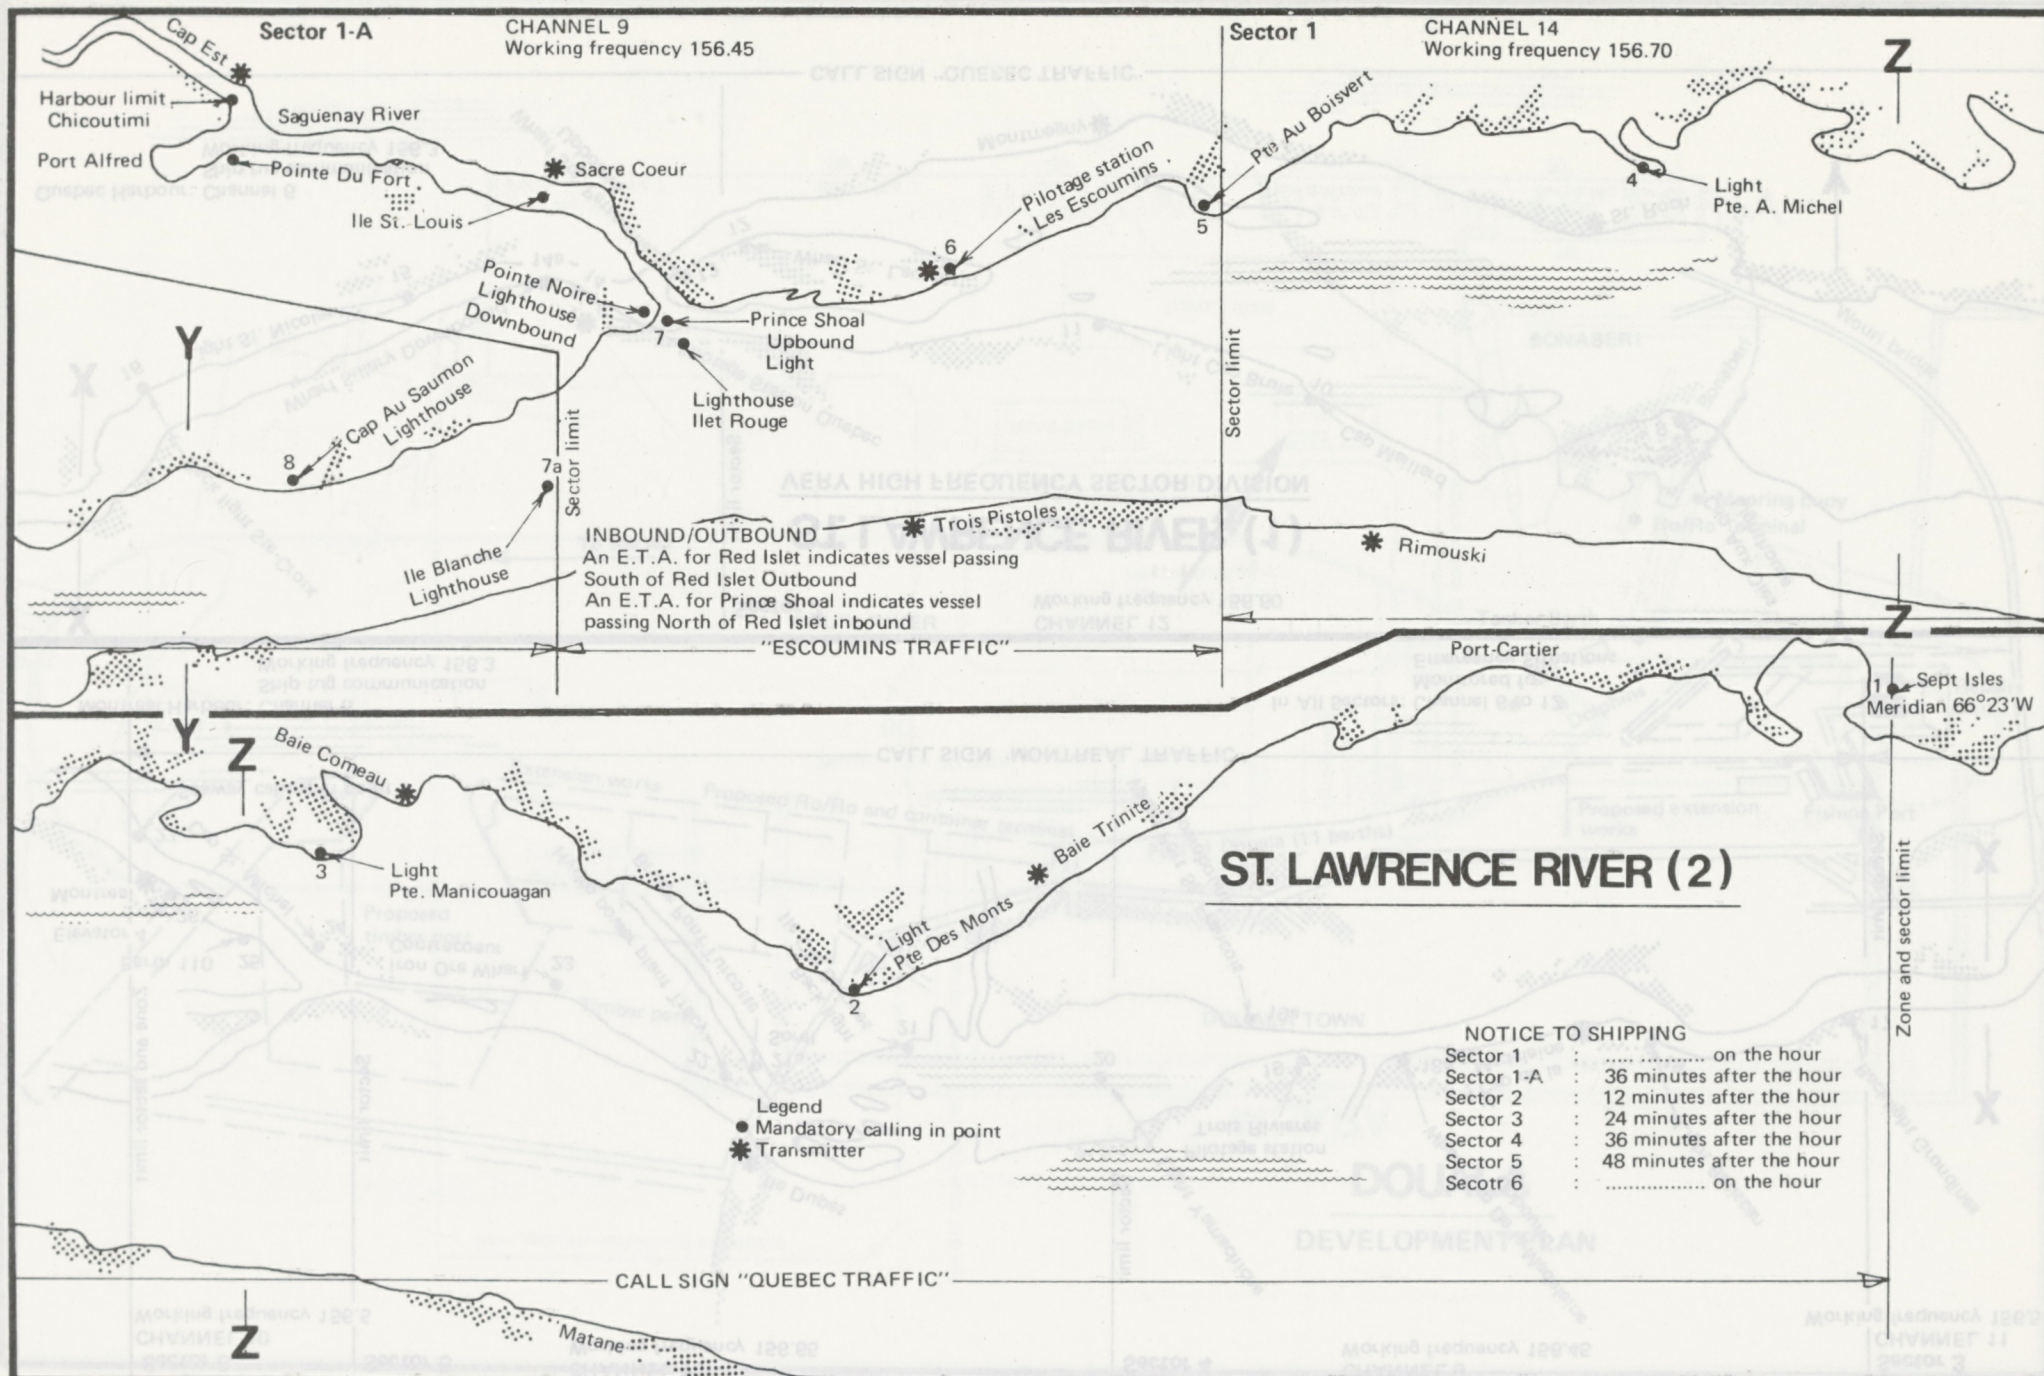 Sector 1-A
CHANNEL 9
Working frequency 156.45
Sector 1
CHANNEL 14
Working frequency 156.70
Z
Cap Est
Harbour limit
Chicoutimi
Saguenay River
Port Alfred
Pointe Du Fort
Sacre Coeur
Ile St. Louis
Pilotage station
Les Escoumins
6
Pte Au Boisvert
5
4
Light
Pte. A. Michel
Pointe Noire
Lighthouse
Downbound
7
Prince Shoal
Upbound
Light
Lighthouse
Ilet Rouge
Y
Cap Au Saumon
Lighthouse
8
7a
Sector limit
Sector limit
Ile Blanche
Lighthouse
Trois Pistoles
Rimouski
INBOUND/OUTBOUND
An E.T.A. for Red Islet indicates vessel passing
South of Red Islet Outbound
An E.T.A. for Prince Shoal indicates vessel
passing North of Red Islet inbound
"ESCOUMINS TRAFFIC"
Z
Port-Cartier
1
Sept Isles
Meridian 66°23'W
Y
Z
Baie Comeau
3
Light
Pte. Manicouagan
Baie Trinite
Light
Pte Des Monts
2
ST. LAWRENCE RIVER (2)
Zone and sector limit
NOTICE TO SHIPPING
Sector 1 : .................. on the hour
Sector 1-A : 36 minutes after the hour
Sector 2 : 12 minutes after the hour
Sector 3 : 24 minutes after the hour
Sector 4 : 36 minutes after the hour
Sector 5 : 48 minutes after the hour
Secotr 6 : .................. on the hour
Legend
Mandatory calling in point
Transmitter
CALL SIGN "QUEBEC TRAFFIC"
Z
Matane